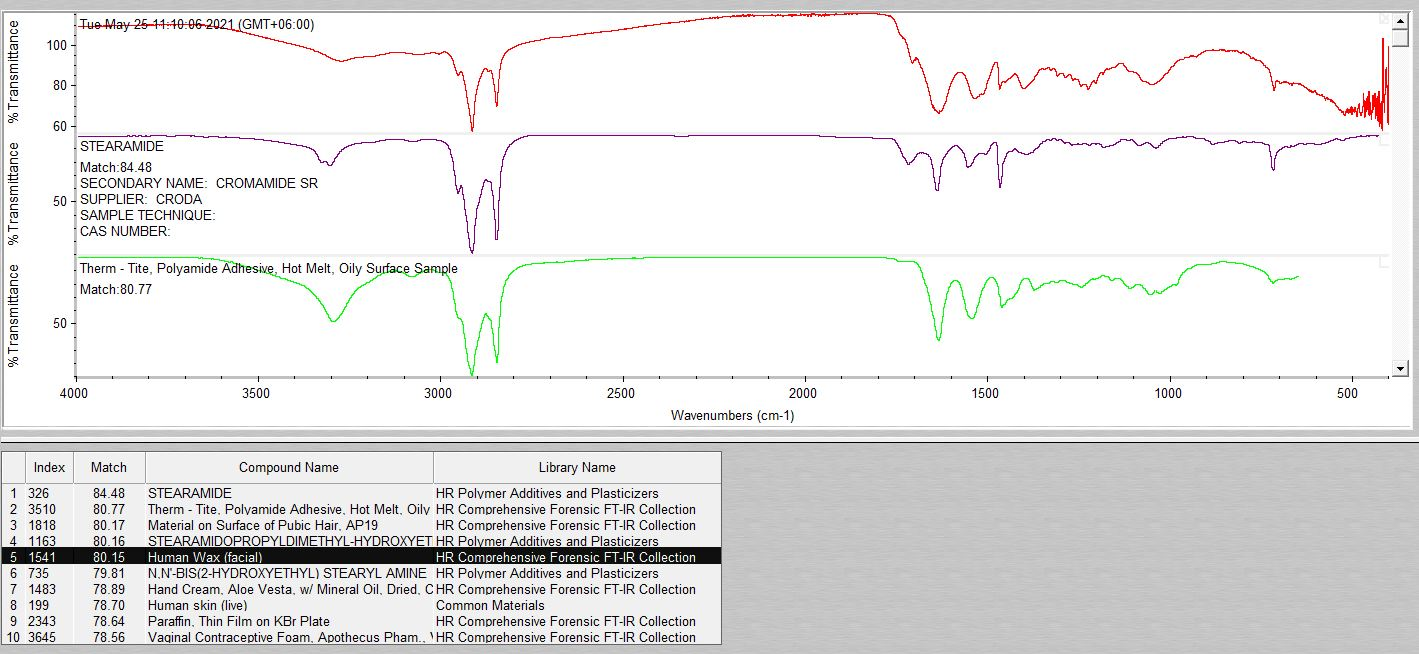 Tue May 25 11:10:06 2021 (GMT+06:00)
%Transmittance
100
80
60
STEARAMIDE
Match:84.48
SECONDARY NAME: CROMAMIDE SR
SUPPLIER: CRODA
SAMPLE TECHNIQUE:
CAS NUMBER:
%Transmittance
50
Therm - Tite, Polyamide Adhesive, Hot Melt, Oily Surface Sample
Match:80.77
%Transmittance
50
4000 3000 3500 2500 2000 1500 1000 500
Wavenumbers (cm-1)
Index Match Compound Name Library Name
1 326 84.48 STEARAMIDE HR Polymer Additives and Plasticizers
2 3510 80.77 Therm - Tite, Polyamide Adhesive, Hot Melt, Oily HR Comprehensive Forensic FT-IR Collection
3 1818 80.17 Material on Surface of Pubic Hair, AP19 HR Comprehensive Forensic FT-IR Collection
4 1163 80.16 STEARAMIDOPROPYLDIMETHYL-HYDROXYET HR Polymer Additives and Plasticizers
5 1541 80.15 Human Wax (facial) HR Comprehensive Forensic FT-IR Collection
6 735 79.81 N,N'-BIS(2-HYDROXYETHYL) STEARYL AMINE HR Polymer Additives and Plasticizers
7 1483 78.89 Hand Cream, Aloe Vesta, w/ Mineral Oil, Dried, C HR Comprehensive Forensic FT-IR Collection
8 199 78.70 Human skin (live) Common Materials
9 2343 78.64 Paraffin, Thin Film on KBr Plate HR Comprehensive Forensic FT-IR Collection
10 3645 78.56 Vaginal Contraceptive Foam, Apothecus Pham., HR Comprehensive Forensic FT-IR Collection